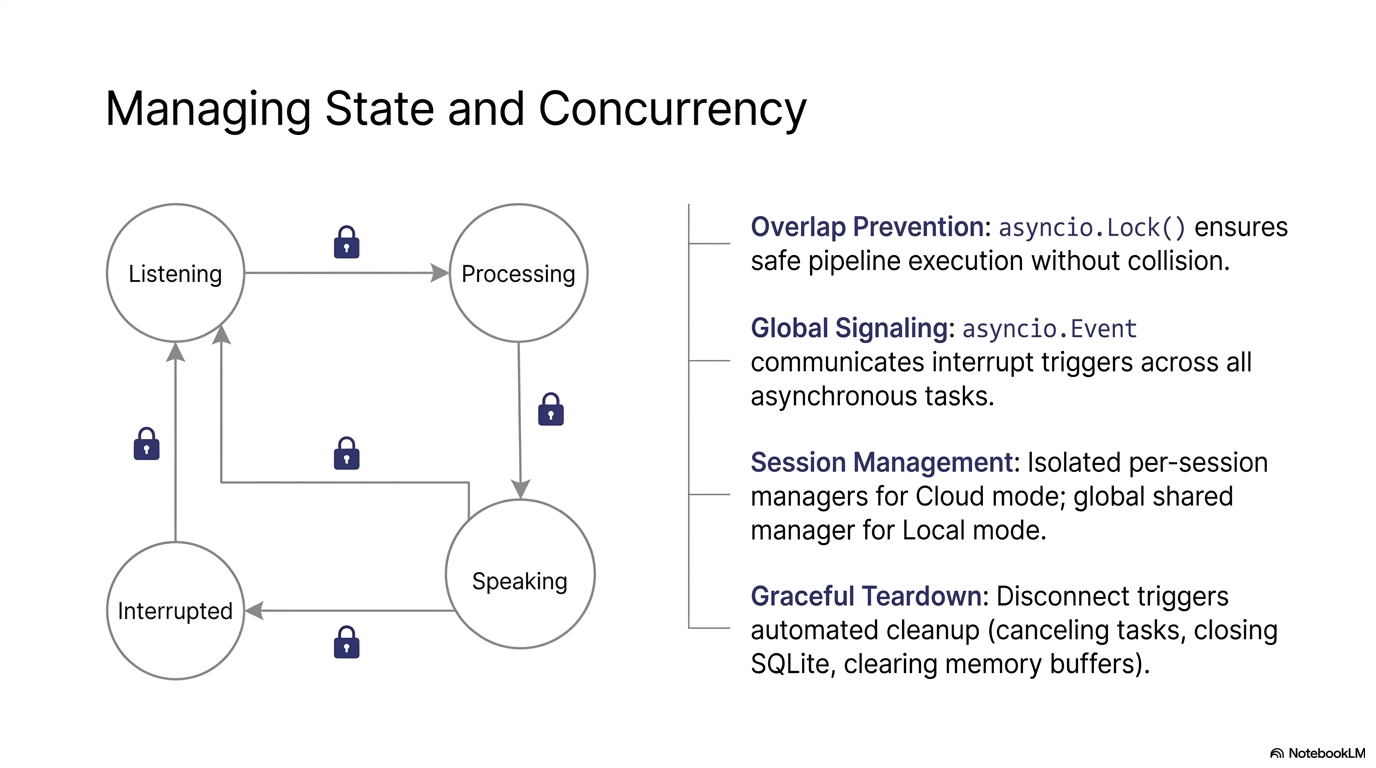 Managing State and Concurrency
Listening
Processing
Speaking
Interrupted
Overlap Prevention: asyncio.Lock() ensures
safe pipeline execution without collision.
Global Signaling: asyncio.Event
communicates interrupt triggers across all
asynchronous tasks.
Session Management: Isolated per-session
managers for Cloud mode; global shared
manager for Local mode.
Graceful Teardown: Disconnect triggers
automated cleanup (canceling tasks, closing
SQLite, clearing memory buffers).
NotebookLM